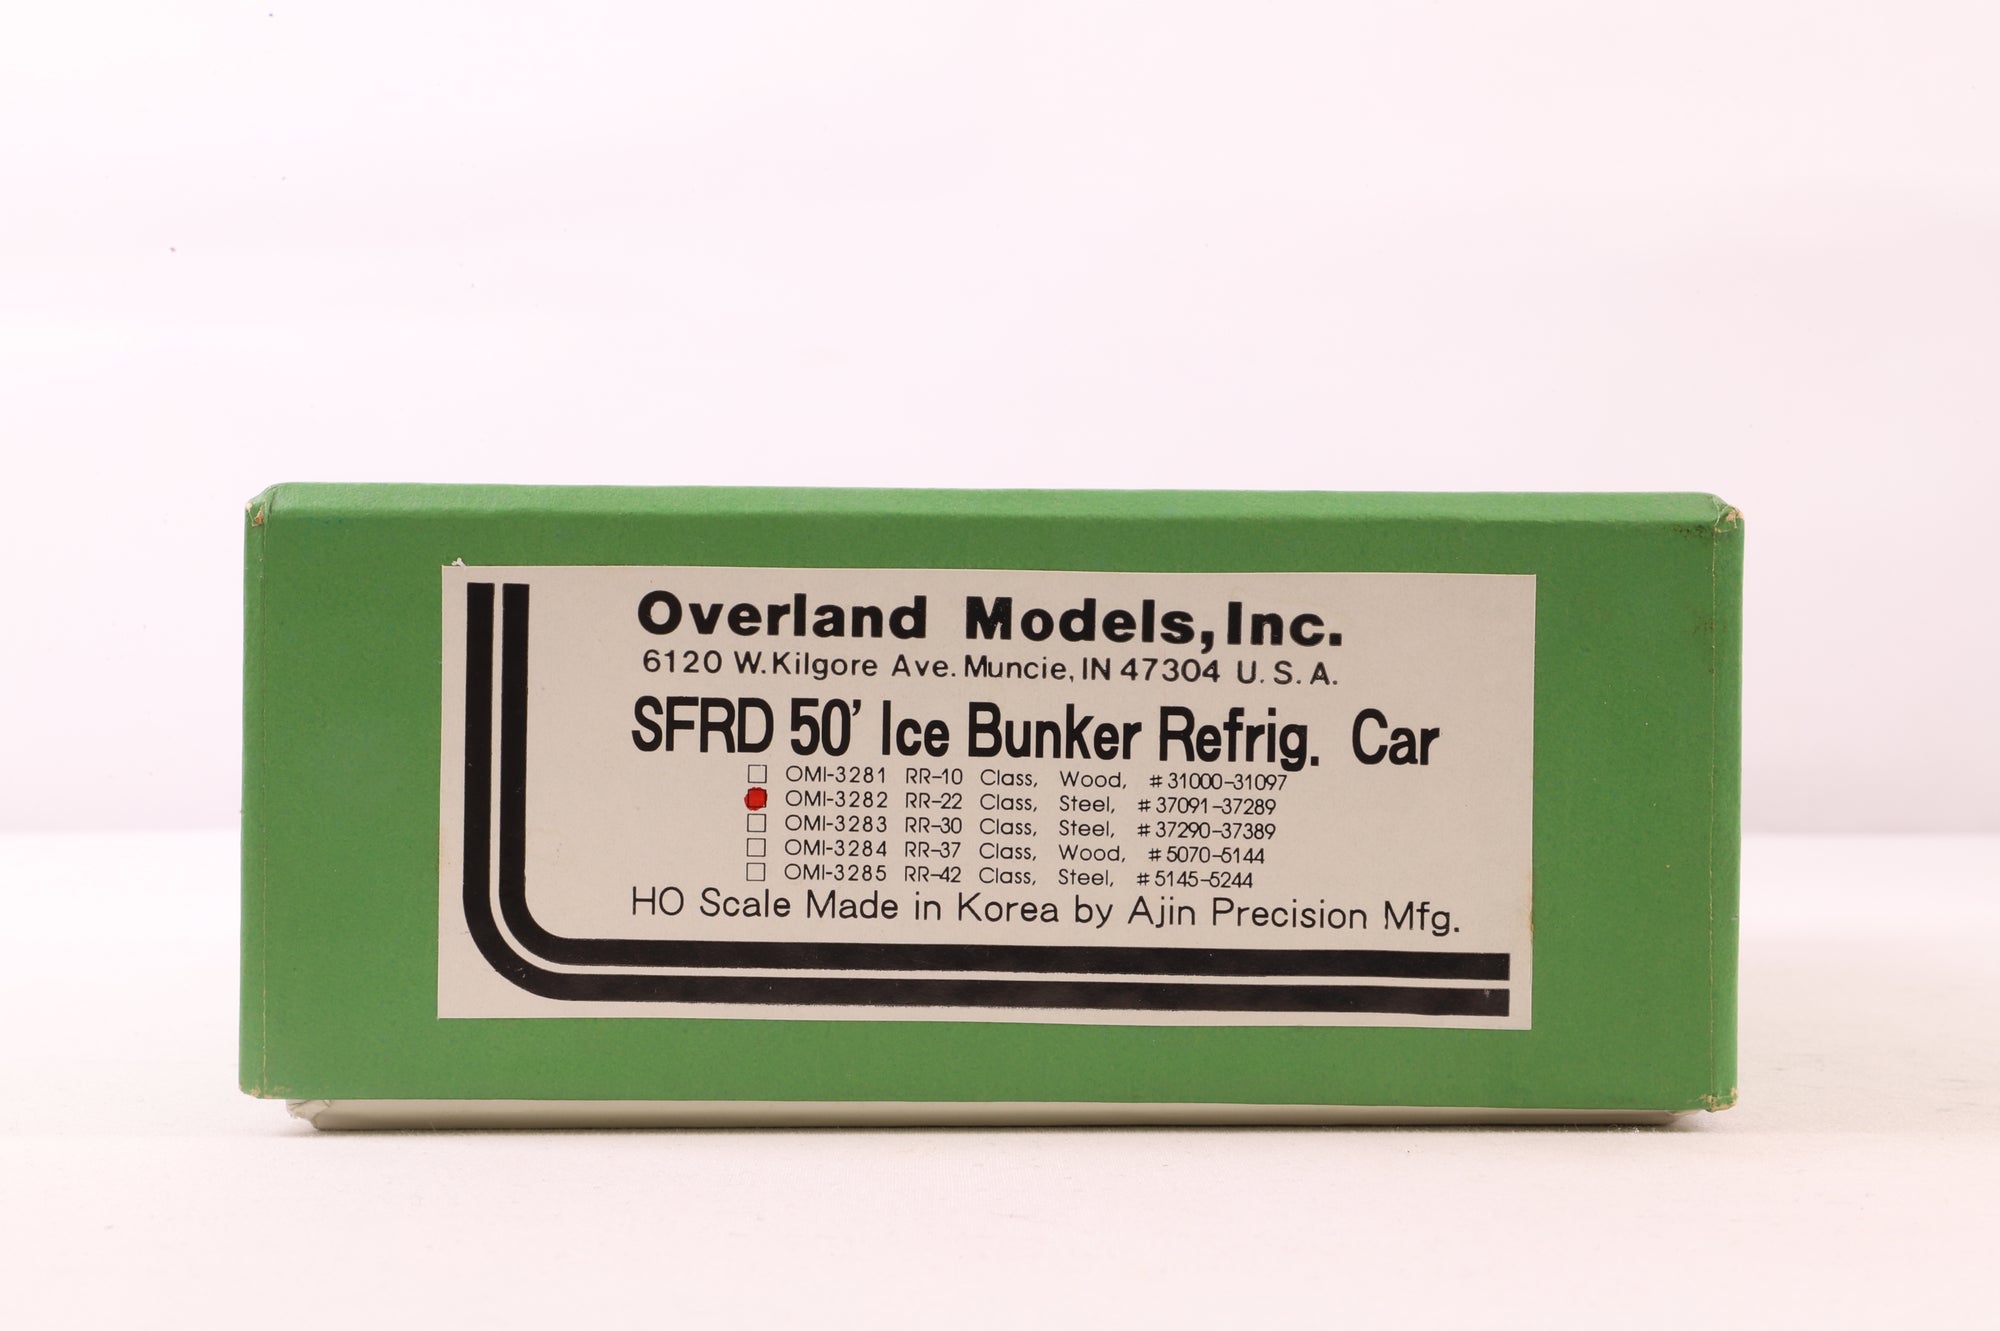 Overland Models, Inc.
6120 W. Kilgore Ave. Muncie, IN 47304 U. S. A.
SFRD 50' Ice Bunker Refrig. Car
OMI-3281 RR-10 Class, Wood, #31000-31097
OMI-3282 RR-22 Class, Steel, #37091-37289
OMI-3283 RR-30 Class, Steel, #37290-37389
OMI-3284 RR-37 Class, Wood, #5070-5144
OMI-3285 RR-42 Class, Steel, #5145-5244
HO Scale Made in Korea by Ajin Precision Mfg.